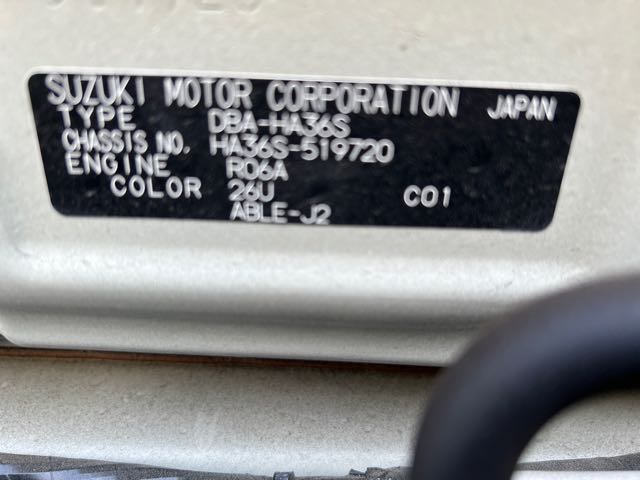 SUZUKI MOTOR CORPORATION JAPAN
TYPE DBA-HA36S
CHASSIS NO. HA36S-519720
ENGINE R06A
COLOR 26U C01
ABLE-J2